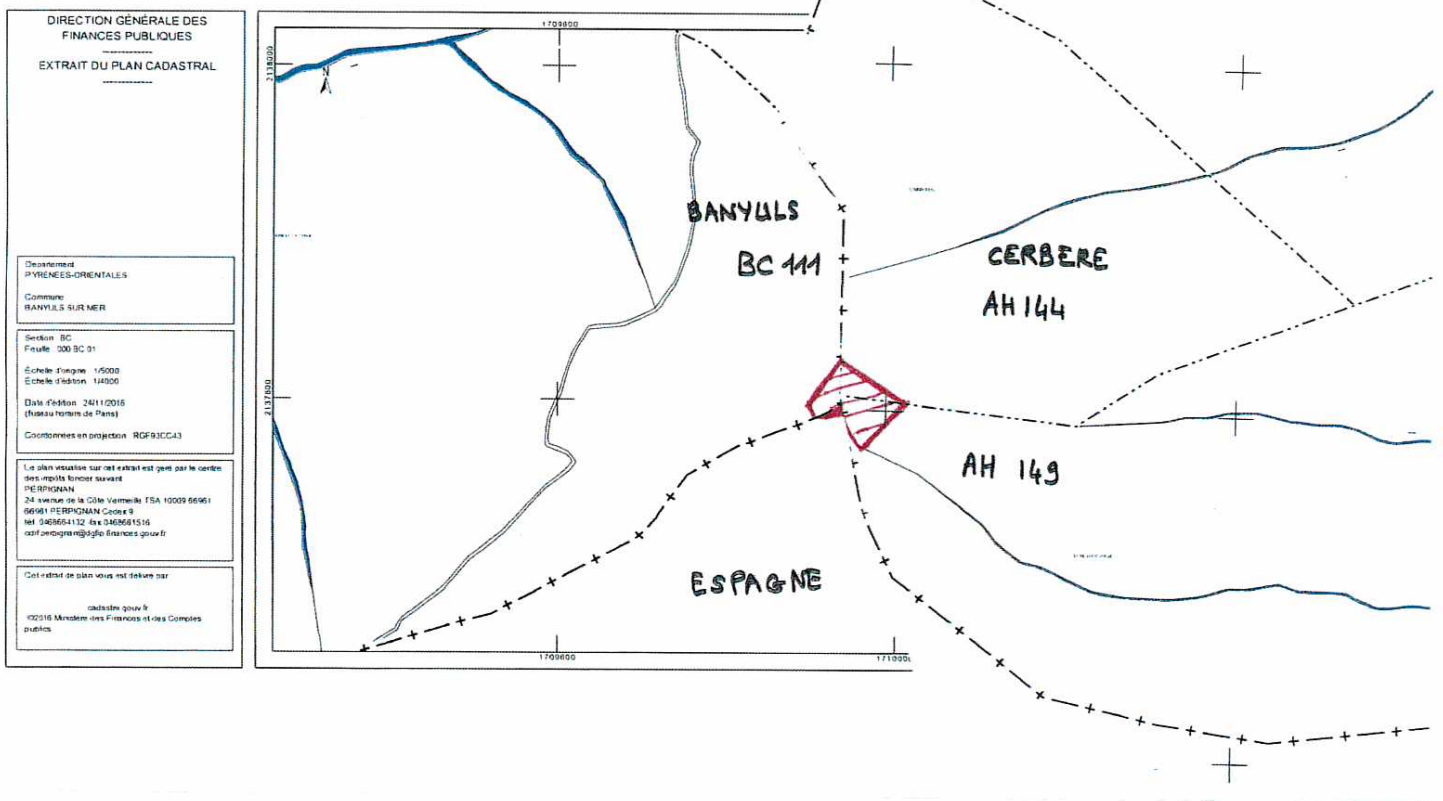 DIRECTION GÉNÉRALE DES
FINANCES PUBLIQUES
EXTRAIT DU PLAN CADASTRAL
Département
PYRENEES-ORIENTALES
Commune
BANYULS SUR MER
Section : BC
Feuille : 000 BC 01
Échelle d'origine : 1/5000
Échelle d'édition : 1/4000
Date d'édition : 24/11/2016
(fuseau horaire de Paris)
Coordonnées en projection : RGF93CC43
Le plan visualisé sur cet extrait est géré par le centre
des impôts foncier suivant :
PERPIGNAN
24 avenue de la Côte Vermeille TSA 10009 66961
66961 PERPIGNAN Cedex 9
tél. 0468664132 -fax 0468661516
cdif.perpignan@dgfip.finances.gouv.fr
Cet extrait de plan vous est délivré par :
cadastre.gouv.fr
©2016 Ministère des Finances et des Comptes
publics
1709600
2138000
BANYULS
BC 111
CERBERE
AH 144
2137600
AH 149
ESPAGNE
1709600
171000